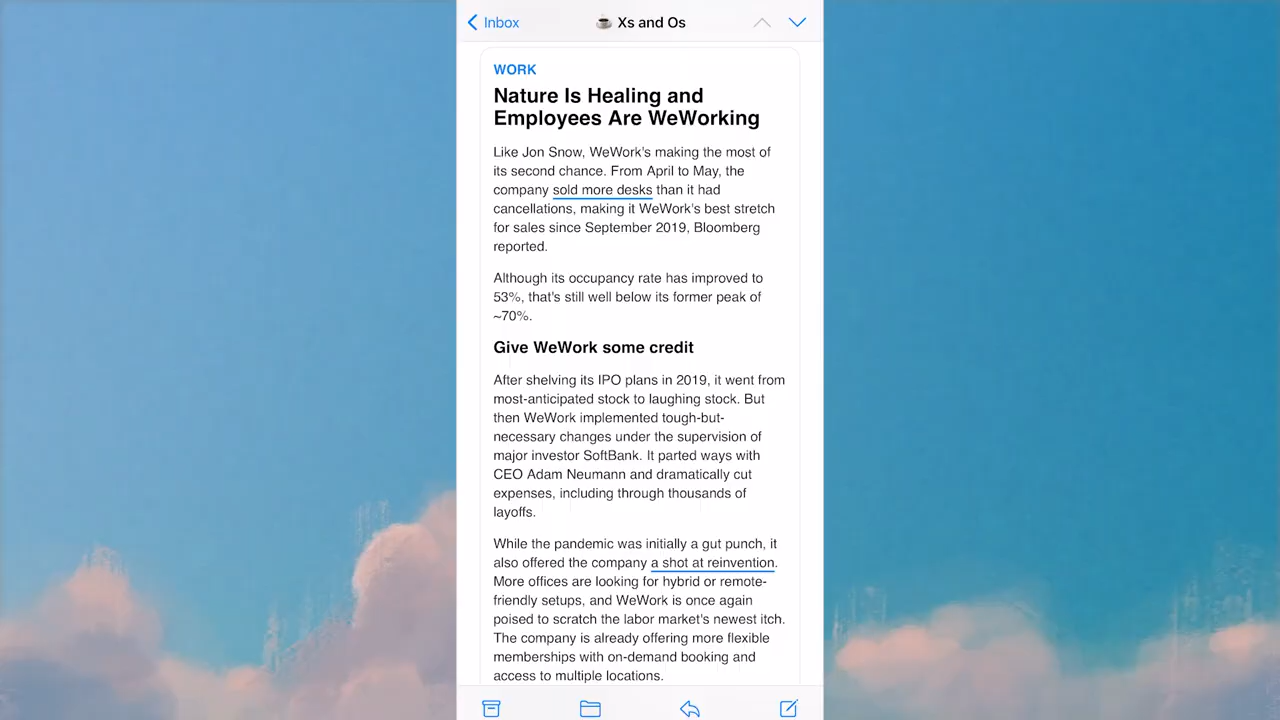 Inbox
Xs and Os
WORK
Nature Is Healing and
Employees Are WeWorking
Like Jon Snow, WeWork's making the most of
its second chance. From April to May, the
company sold more desks than it had
cancellations, making it WeWork's best stretch
for sales since September 2019, Bloomberg
reported.
Although its occupancy rate has improved to
53%, that's still well below its former peak of
~70%.
Give WeWork some credit
After shelving its IPO plans in 2019, it went from
most-anticipated stock to laughing stock. But
then WeWork implemented tough-but-
necessary changes under the supervision of
major investor SoftBank. It parted ways with
CEO Adam Neumann and dramatically cut
expenses, including through thousands of
layoffs.
While the pandemic was initially a gut punch, it
also offered the company a shot at reinvention.
More offices are looking for hybrid or remote-
friendly setups, and WeWork is once again
poised to scratch the labor market's newest itch.
The company is already offering more flexible
memberships with on-demand booking and
access to multiple locations.